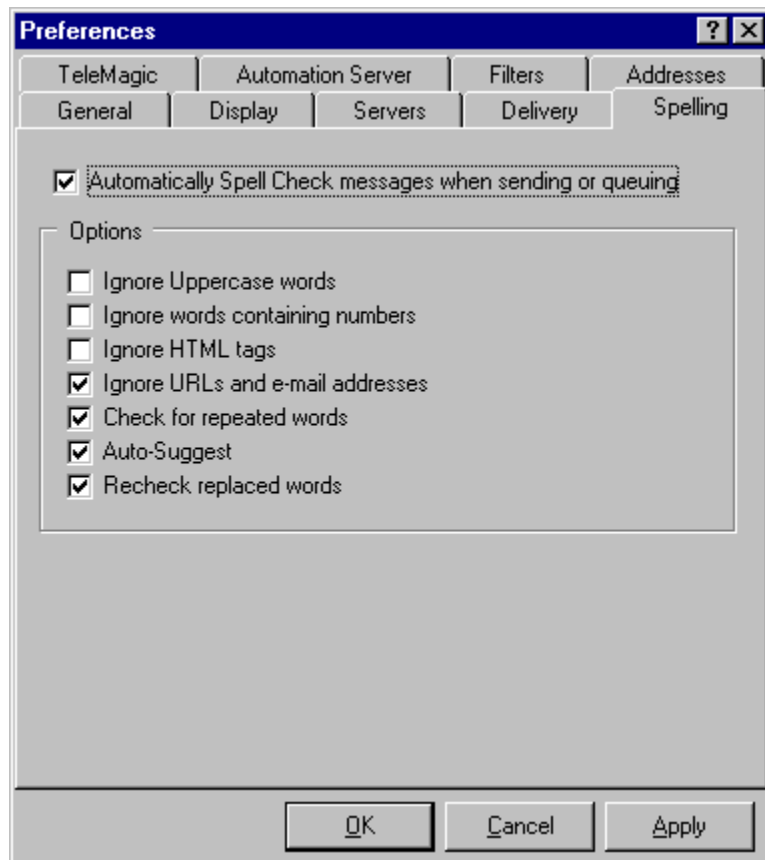 Preferences
TeleMagic Automation Server Filters Addresses
General Display Servers Delivery Spelling
Automatically Spell Check messages when sending or queuing
Options
Ignore Uppercase words
Ignore words containing numbers
Ignore HTML tags
Ignore URLs and e-mail addresses
Check for repeated words
Auto-Suggest
Recheck replaced words
OK Cancel Apply